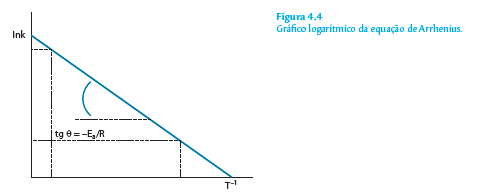 Figura 4.4
Gráfico logarítmico da equação de Arrhenius.
lnk
tg θ = –Ea/R
T⁻¹